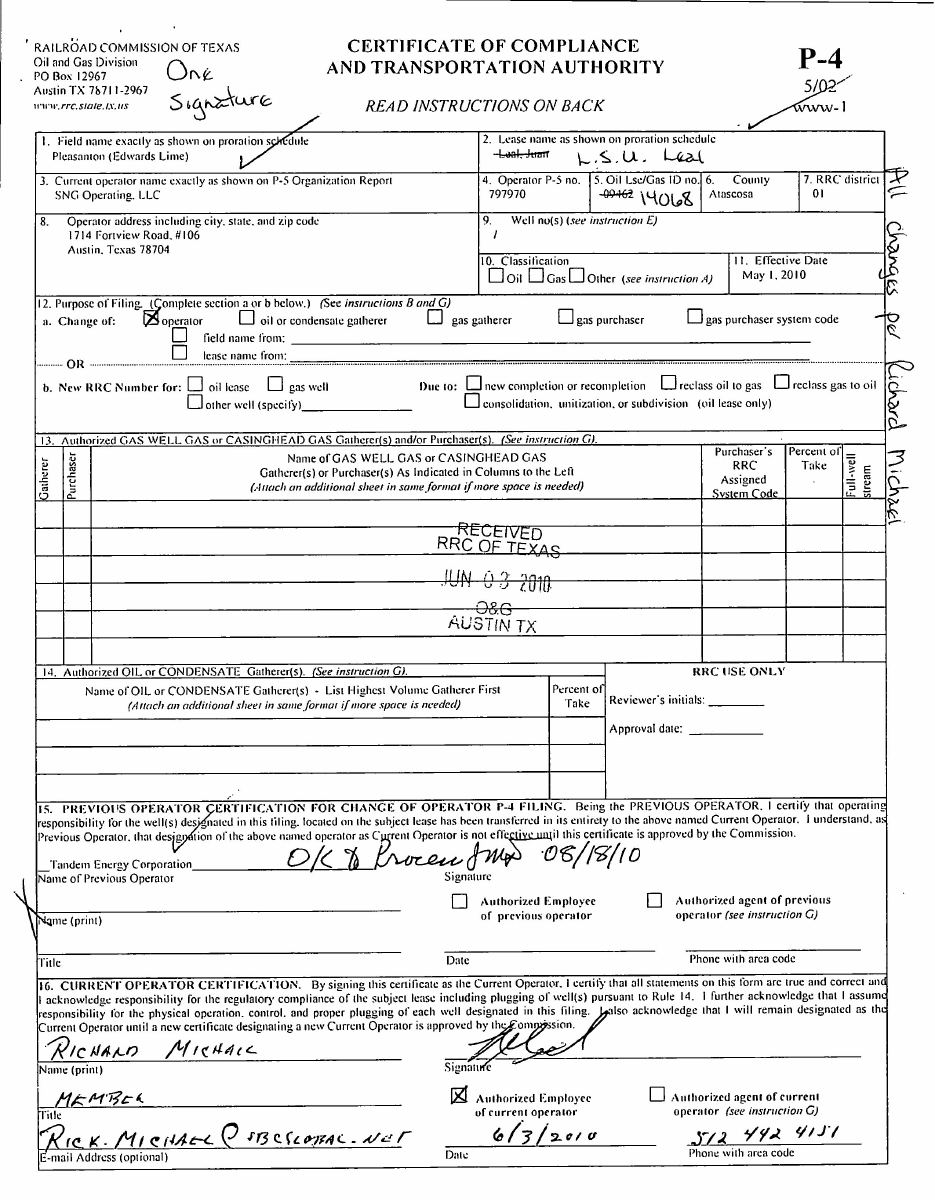 RAILROAD COMMISSION OF TEXAS
Oil and Gas Division
PO Box 12967
Austin TX 78711-2967
www.rrc.state.tx.us
One
Signature
CERTIFICATE OF COMPLIANCE
AND TRANSPORTATION AUTHORITY
READ INSTRUCTIONS ON BACK
P-4
5/02
www-1
1. Field name exactly as shown on proration schedule
Pleasanton (Edwards Lime)
2. Lease name as shown on proration schedule
Leal, Juan L.S.U. Leal
3. Current operator name exactly as shown on P-5 Organization Report
SNG Operating, LLC
4. Operator P-5 no.
797970
5. Oil Lse/Gas ID no.
09462 14068
6. County
Atascosa
7. RRC district
01
All changes per Richard Michael
8. Operator address including city, state, and zip code
1714 Fortview Road, #106
Austin, Texas 78704
9. Well no(s) (see instruction E)
1
10. Classification
Oil Gas Other (see instruction A)
11. Effective Date
May 1, 2010
12. Purpose of Filing. (Complete section a or b below.) (See instructions B and G)
a. Change of: operator oil or condensate gatherer gas gatherer gas purchaser gas purchaser system code
field name from:
lease name from:
OR
b. New RRC Number for: oil lease gas well Due to: new completion or recompletion reclass oil to gas reclass gas to oil
other well (specify) consolidation, unitization, or subdivision (oil lease only)
13. Authorized GAS WELL GAS or CASINGHEAD GAS Gatherer(s) and/or Purchaser(s). (See instruction G).
Gatherer
Purchaser
Name of GAS WELL GAS or CASINGHEAD GAS
Gatherer(s) or Purchaser(s) As Indicated in Columns to the Left
(Attach an additional sheet in same format if more space is needed)
Purchaser's
RRC
Assigned
System Code
Percent of
Take
Full-well
stream
RECEIVED
RRC OF TEXAS
JUN 03 2010
O&G
AUSTIN TX
14. Authorized OIL or CONDENSATE Gatherer(s). (See instruction G).
Name of OIL or CONDENSATE Gatherer(s) - List Highest Volume Gatherer First
(Attach an additional sheet in same format if more space is needed)
Percent of
Take
RRC USE ONLY
Reviewer's initials:
Approval date:
15. PREVIOUS OPERATOR CERTIFICATION FOR CHANGE OF OPERATOR P-4 FILING. Being the PREVIOUS OPERATOR, I certify that operating
responsibility for the well(s) designated in this filing, located on the subject lease has been transferred in its entirety to the above named Current Operator. I understand, as
Previous Operator, that designation of the above named operator as Current Operator is not effective until this certificate is approved by the Commission.
Tandem Energy Corporation
Name of Previous Operator
O/K 08/18/10
Signature
Name (print)
Authorized Employee
of previous operator
Authorized agent of previous
operator (see instruction G)
Title
Date
Phone with area code
16. CURRENT OPERATOR CERTIFICATION. By signing this certificate as the Current Operator, I certify that all statements on this form are true and correct and
I acknowledge responsibility for the regulatory compliance of the subject lease including plugging of well(s) pursuant to Rule 14. I further acknowledge that I assume
responsibility for the physical operation, control, and proper plugging of each well designated in this filing. I also acknowledge that I will remain designated as the
Current Operator until a new certificate designating a new Current Operator is approved by the Commission.
RICHARD MICHAEL
Name (print)
Signature
MEMBER
Title
Authorized Employee
of current operator
Authorized agent of current
operator (see instruction G)
RICK.MICHAEL@SBCGLOBAL.NET
E-mail Address (optional)
6/3/2010
Date
512 442 4151
Phone with area code